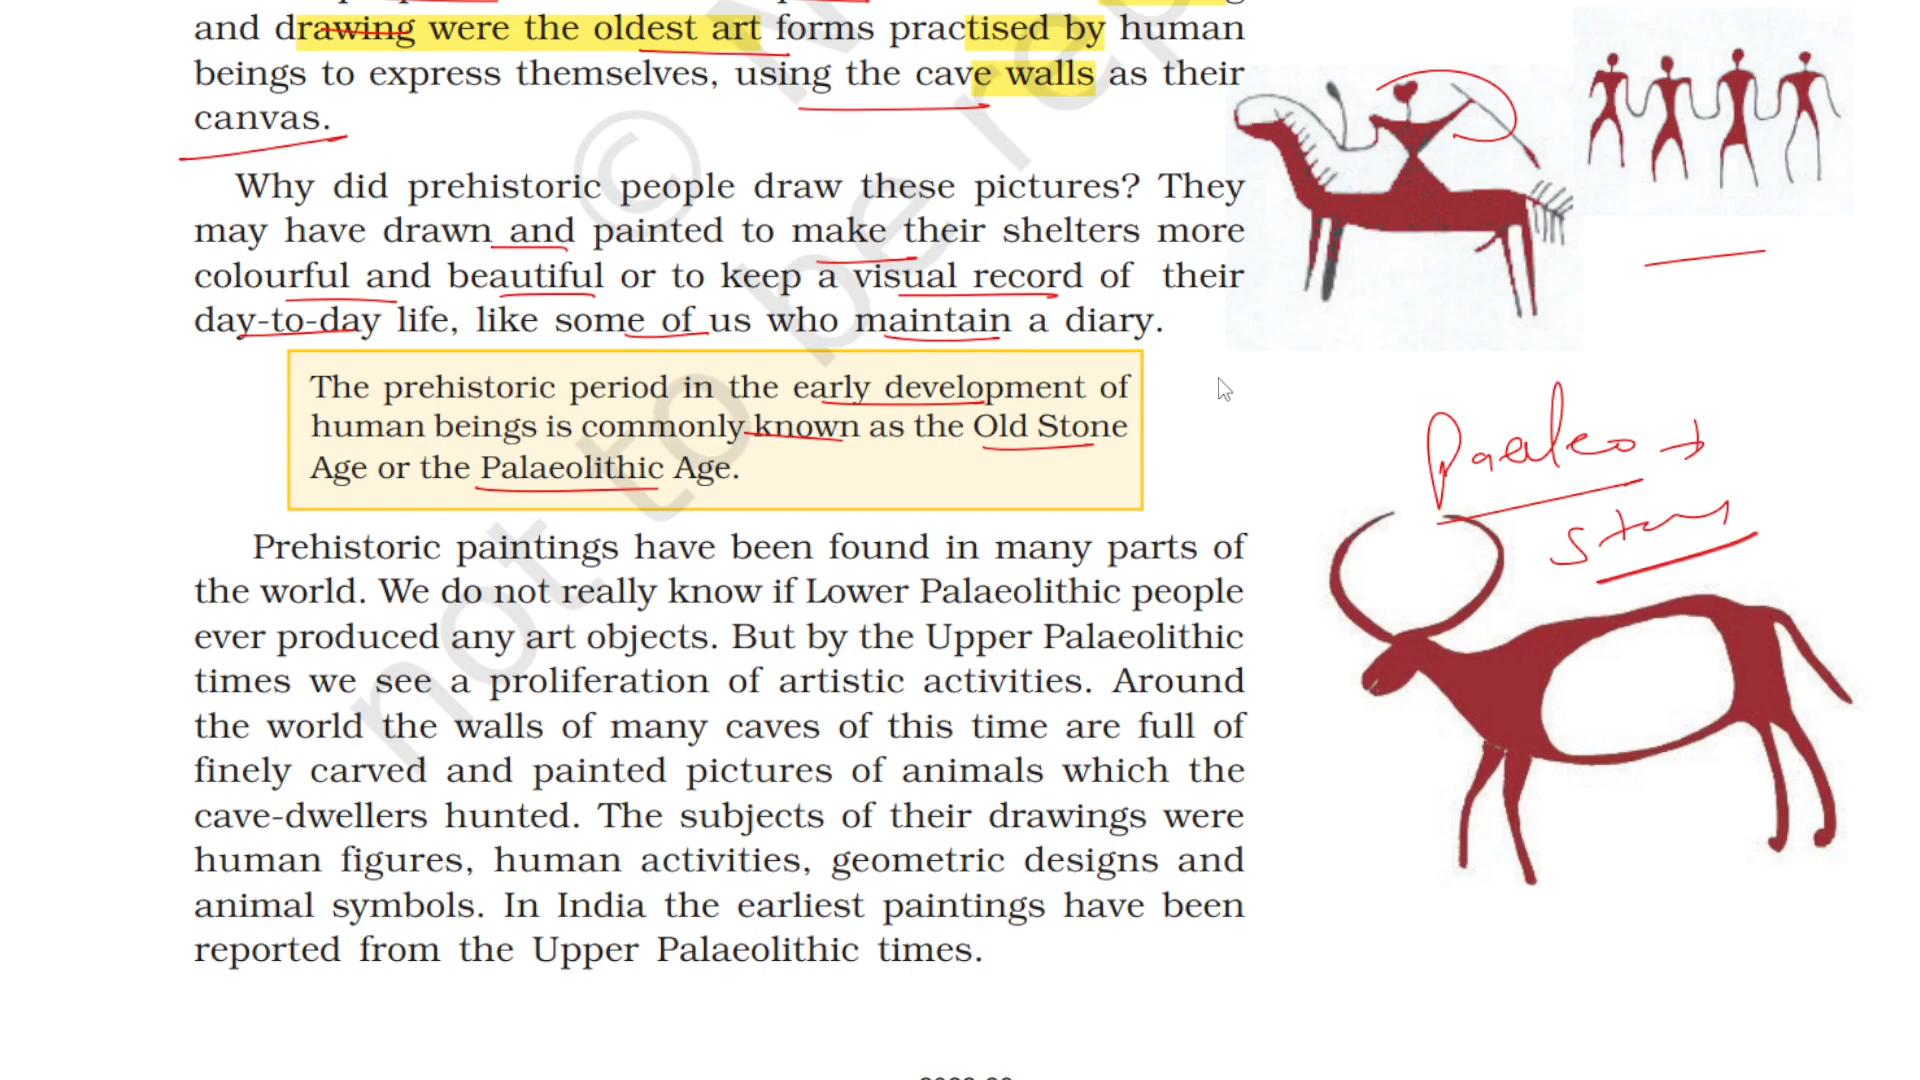 and drawing were the oldest art forms practised by human
beings to express themselves, using the cave walls as their
canvas.
Why did prehistoric people draw these pictures? They
may have drawn and painted to make their shelters more
colourful and beautiful or to keep a visual record of their
day-to-day life, like some of us who maintain a diary.
The prehistoric period in the early development of
human beings is commonly known as the Old Stone
Age or the Palaeolithic Age.
Prehistoric paintings have been found in many parts of
the world. We do not really know if Lower Palaeolithic people
ever produced any art objects. But by the Upper Palaeolithic
times we see a proliferation of artistic activities. Around
the world the walls of many caves of this time are full of
finely carved and painted pictures of animals which the
cave-dwellers hunted. The subjects of their drawings were
human figures, human activities, geometric designs and
animal symbols. In India the earliest paintings have been
reported from the Upper Palaeolithic times.
©
not to be rep